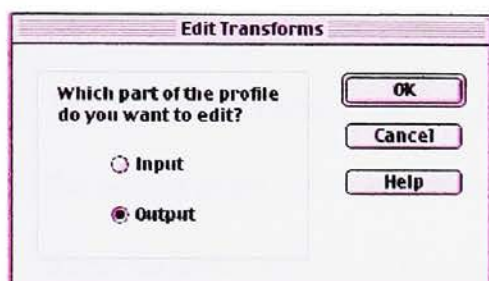 Edit Transforms
Which part of the profile
do you want to edit?
Input
Output
OK
Cancel
Help